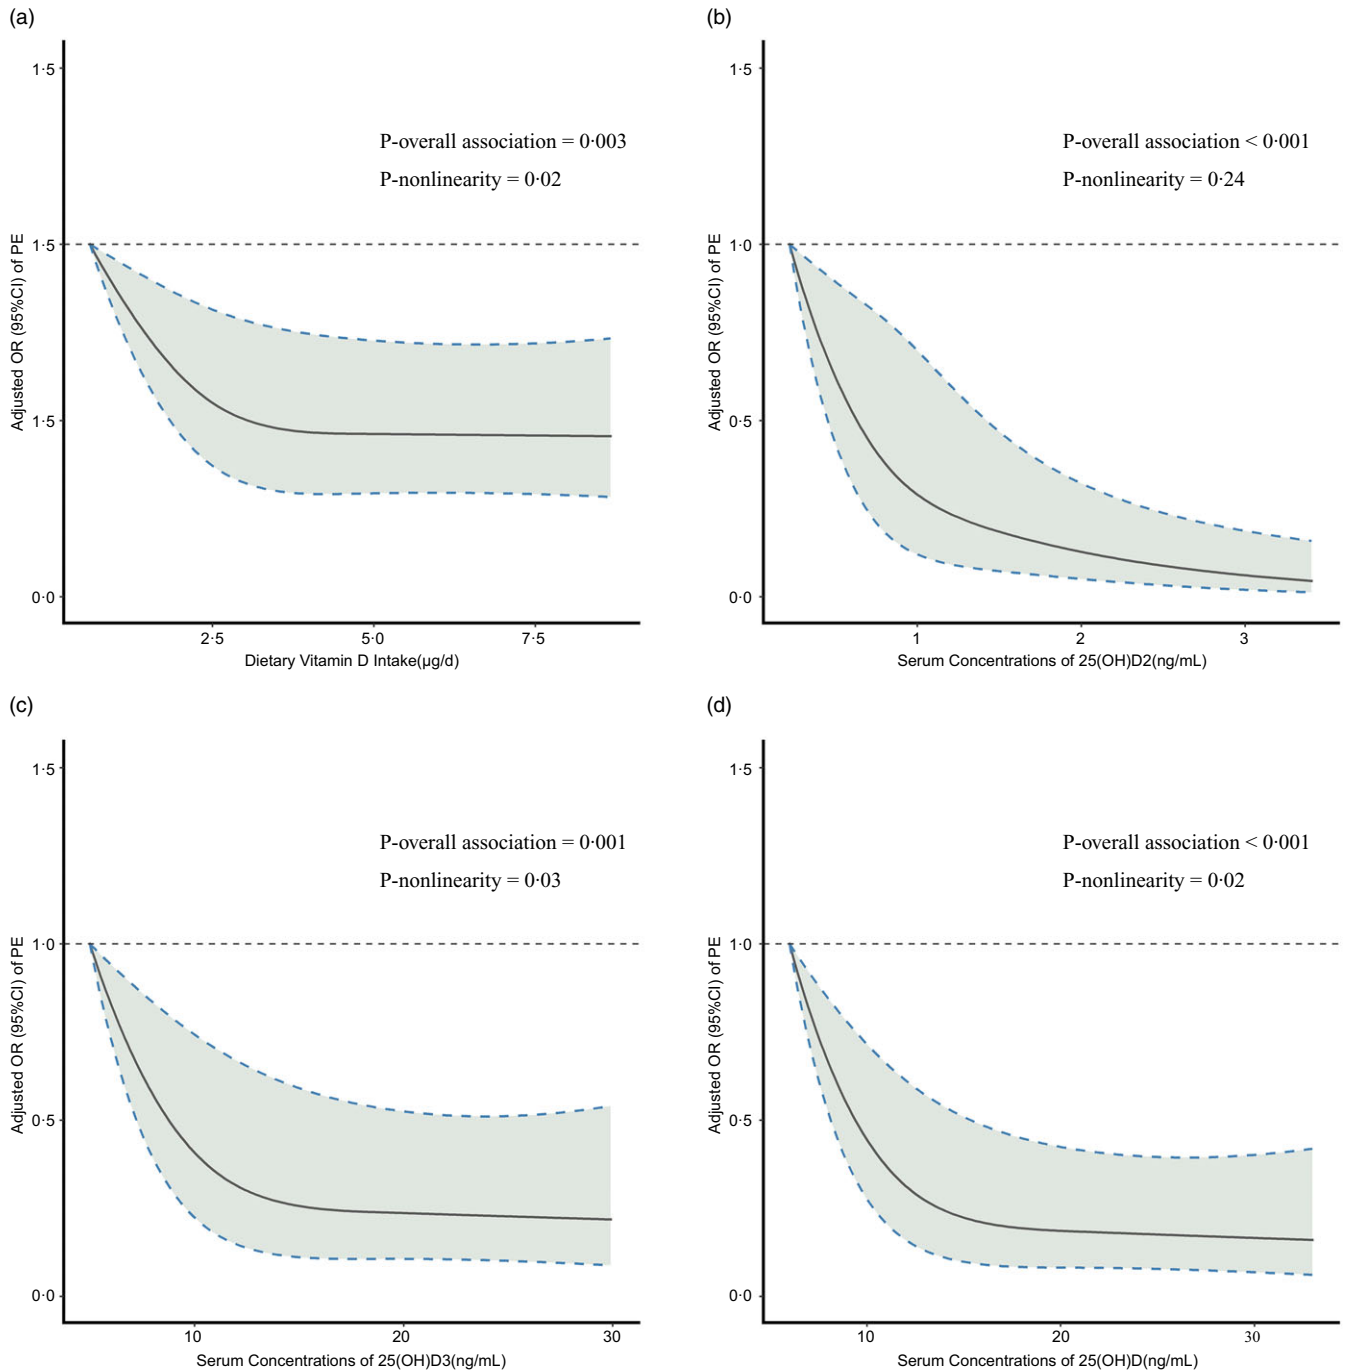 (a)
1·5
P-overall association = 0·003
P-nonlinearity = 0·02
1·5
1·5
0·0
Adjusted OR (95%CI) of PE
2·5
5·0
7·5
Dietary Vitamin D Intake(µg/d)
(b)
1·5
P-overall association < 0·001
P-nonlinearity = 0·24
1·0
0·5
0·0
Adjusted OR (95%CI) of PE
1
2
3
Serum Concentrations of 25(OH)D2(ng/mL)
(c)
1·5
P-overall association = 0·001
P-nonlinearity = 0·03
1·0
0·5
0·0
Adjusted OR (95%CI) of PE
10
20
30
Serum Concentrations of 25(OH)D3(ng/mL)
(d)
1·5
P-overall association < 0·001
P-nonlinearity = 0·02
1·0
0·5
0·0
Adjusted OR (95%CI) of PE
10
20
30
Serum Concentrations of 25(OH)D(ng/mL)